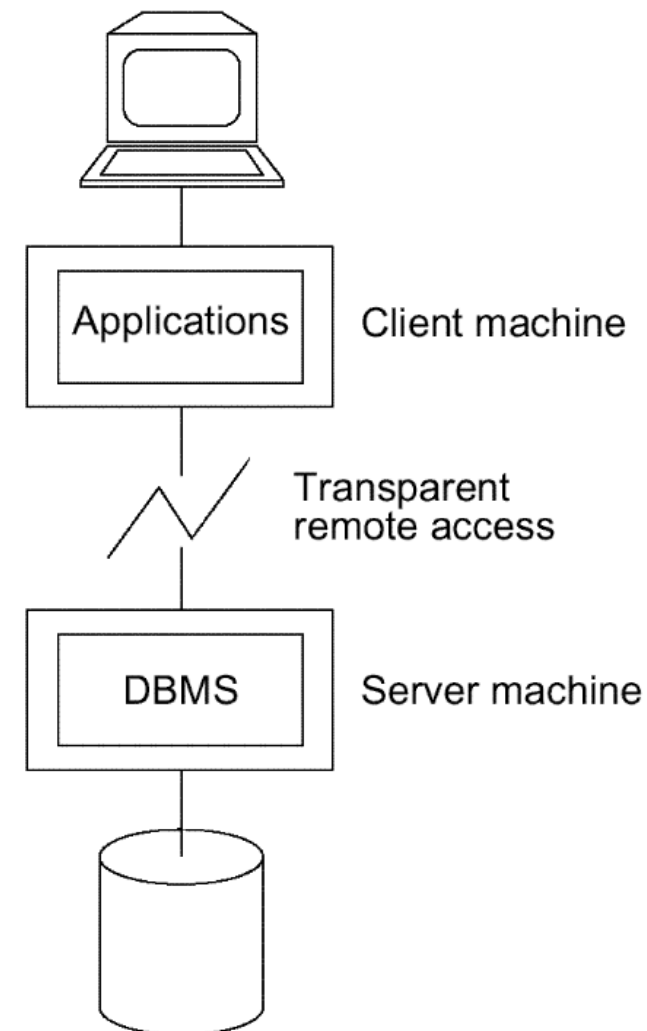 Applications
Client machine
Transparent
remote access
DBMS
Server machine